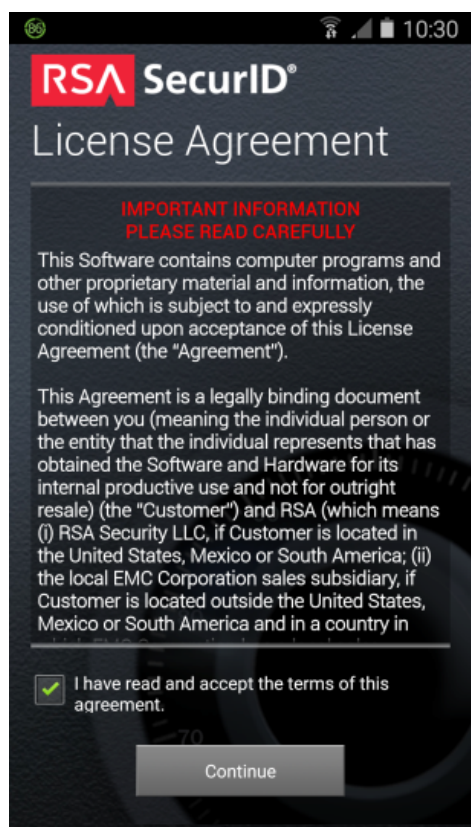 86
10:30
RSA SecurID®
License Agreement
IMPORTANT INFORMATION
PLEASE READ CAREFULLY
This Software contains computer programs and
other proprietary material and information, the
use of which is subject to and expressly
conditioned upon acceptance of this License
Agreement (the “Agreement”).
This Agreement is a legally binding document
between you (meaning the individual person or
the entity that the individual represents that has
obtained the Software and Hardware for its
internal productive use and not for outright
resale) (the “Customer”) and RSA (which means
(i) RSA Security LLC, if Customer is located in
the United States, Mexico or South America; (ii)
the local EMC Corporation sales subsidiary, if
Customer is located outside the United States,
Mexico or South America and in a country in
I have read and accept the terms of this
agreement.
70
Continue